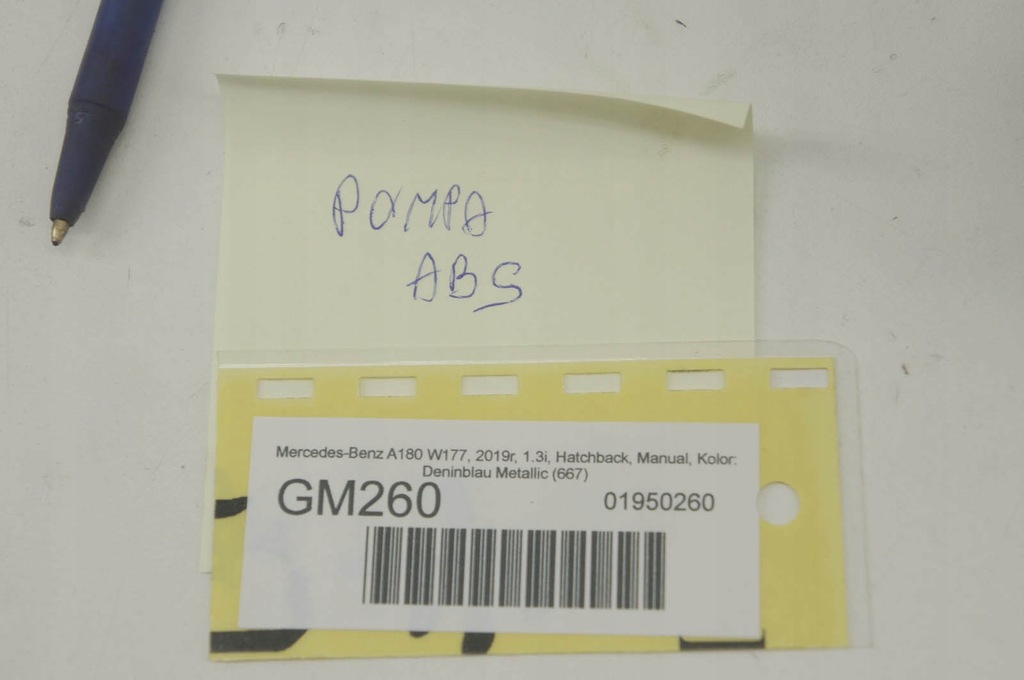 POMPA
ABS
Mercedes-Benz A180 W177, 2019r, 1.3i, Hatchback, Manual, Kolor:
Deninblau Metallic (667)
GM260
01950260